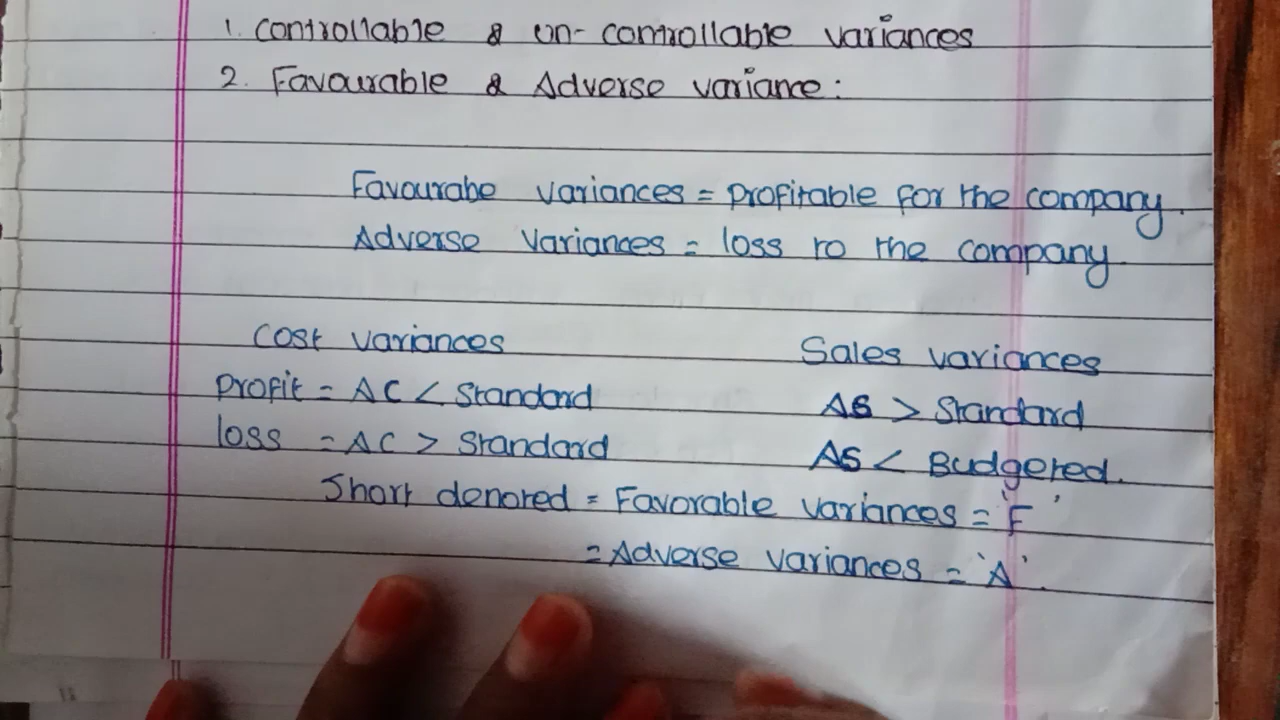 1. Controllable & un-controllable variances
2. Favourable & Adverse variance:
Favourabe variances = profitable for the company.
Adverse Variances = loss to the company
Cost variances Sales variances
profit = AC < Standard AS > Standard
loss = AC > Standard AS < Budgeted.
Short denoted = Favorable variances = 'F'
= Adverse variances = 'A'.